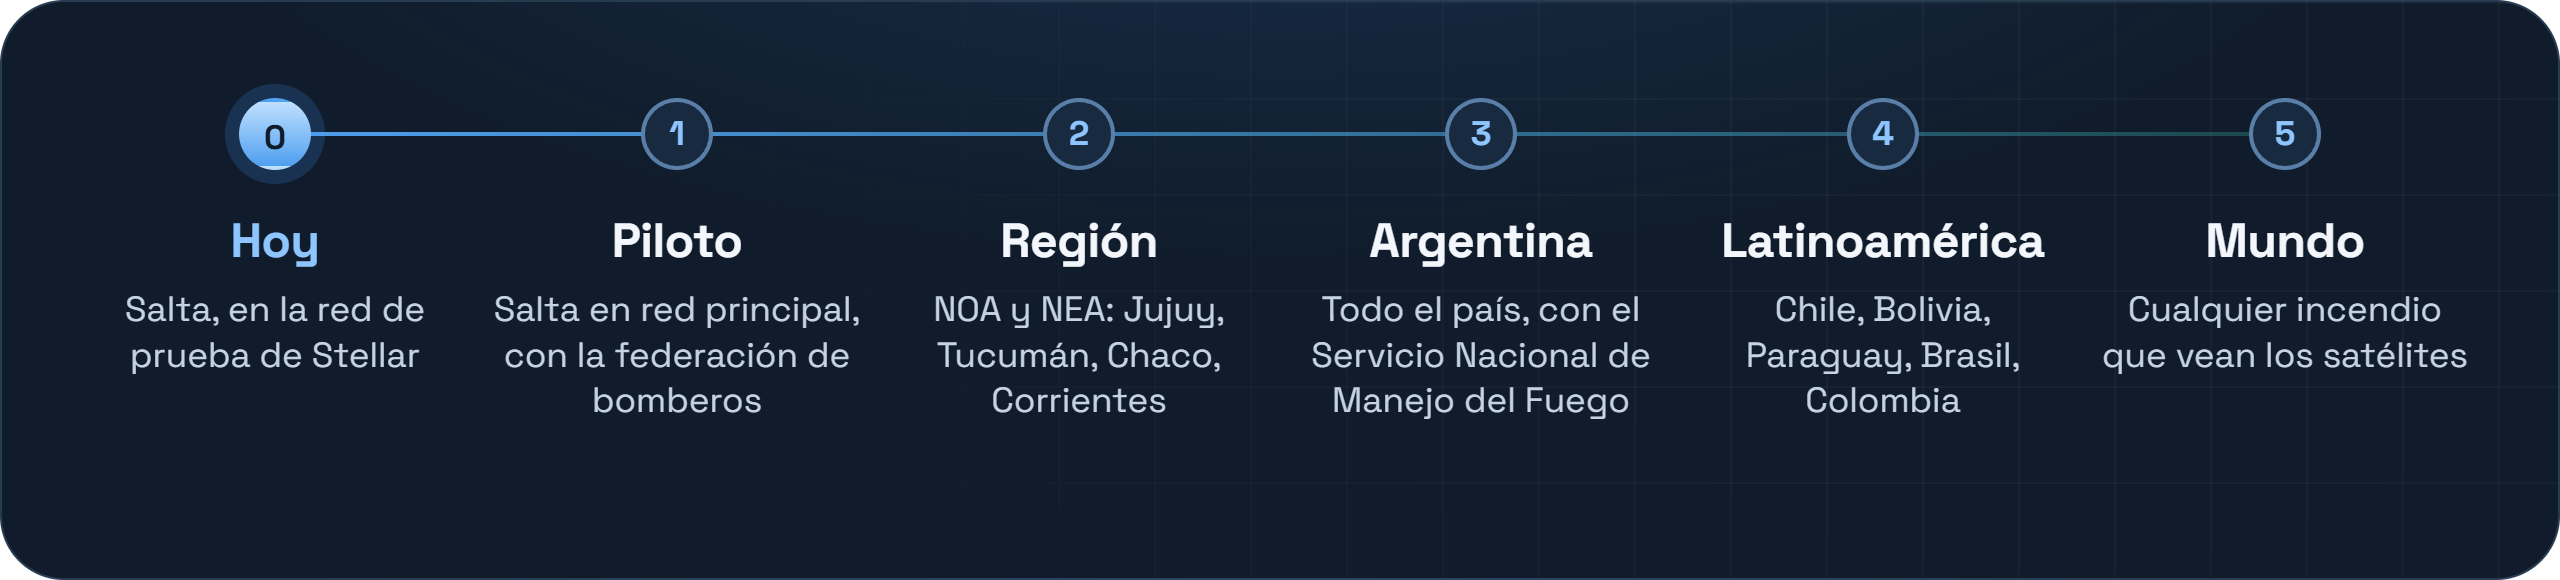 0
1
2
3
4
5
Hoy
Salta, en la red de
prueba de Stellar
Piloto
Salta en red principal,
con la federación de
bomberos
Región
NOA y NEA: Jujuy,
Tucumán, Chaco,
Corrientes
Argentina
Todo el país, con el
Servicio Nacional de
Manejo del Fuego
Latinoamérica
Chile, Bolivia,
Paraguay, Brasil,
Colombia
Mundo
Cualquier incendio
que vean los satélites